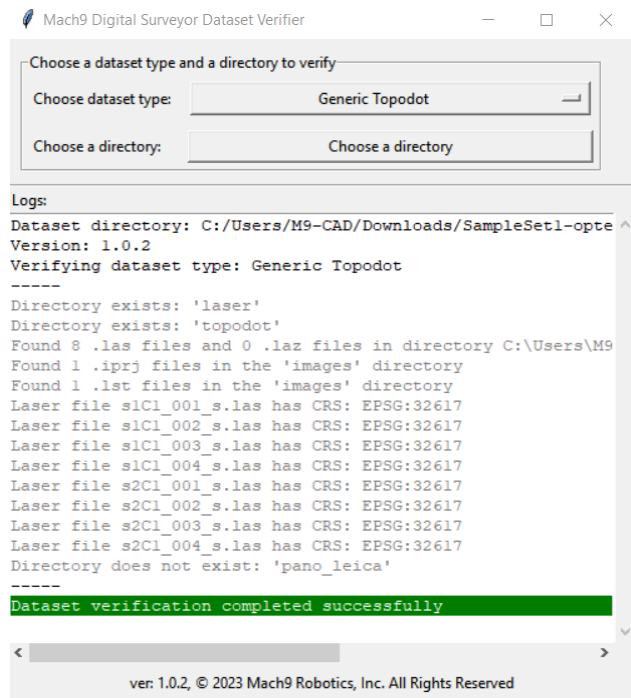 Mach9 Digital Surveyor Dataset Verifier
Choose a dataset type and a directory to verify
Choose dataset type: Generic Topodot
Choose a directory: Choose a directory
Logs:
Dataset directory: C:/Users/M9-CAD/Downloads/SampleSet1-opte
Version: 1.0.2
Verifying dataset type: Generic Topodot
-----
Directory exists: 'laser'
Directory exists: 'topodot'
Found 8 .las files and 0 .laz files in directory C:\Users\M9
Found 1 .iprj files in the 'images' directory
Found 1 .lst files in the 'images' directory
Laser file s1C1_001_s.las has CRS: EPSG:32617
Laser file s1C1_002_s.las has CRS: EPSG:32617
Laser file s1C1_003_s.las has CRS: EPSG:32617
Laser file s1C1_004_s.las has CRS: EPSG:32617
Laser file s2C1_001_s.las has CRS: EPSG:32617
Laser file s2C1_002_s.las has CRS: EPSG:32617
Laser file s2C1_003_s.las has CRS: EPSG:32617
Laser file s2C1_004_s.las has CRS: EPSG:32617
Directory does not exist: 'pano_leica'
-----
Dataset verification completed successfully
ver: 1.0.2, © 2023 Mach9 Robotics, Inc. All Rights Reserved